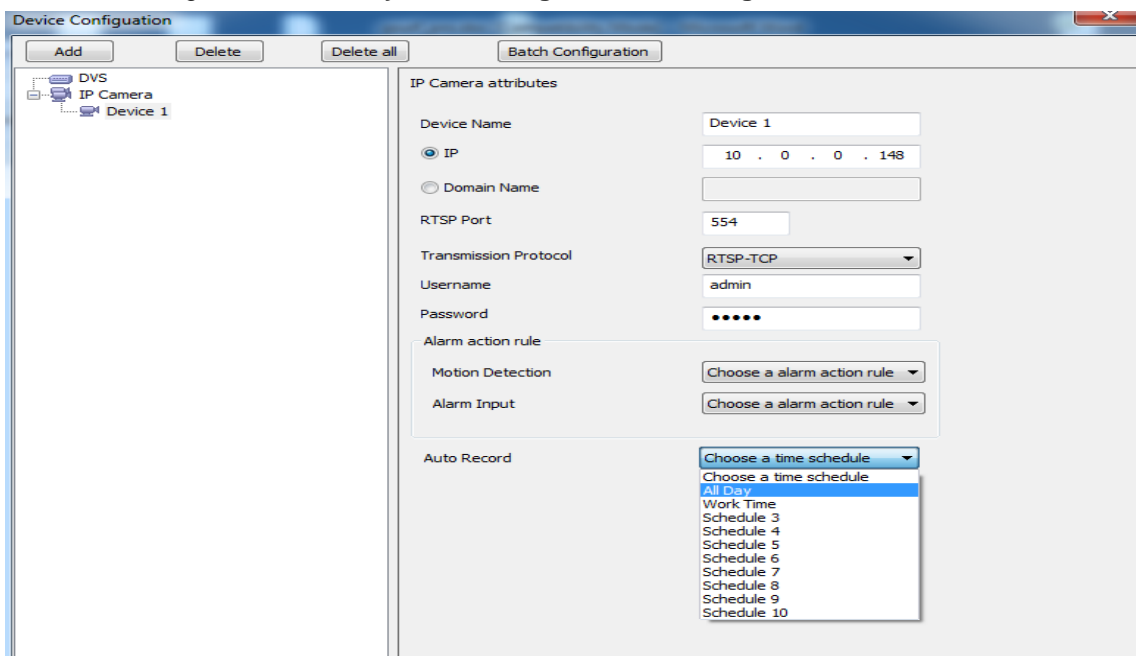 Device Configuation
Add Delete Delete all Batch Configuration
DVS
IP Camera
Device 1
IP Camera attributes
Device Name Device 1
IP 10 . 0 . 0 . 148
Domain Name
RTSP Port 554
Transmission Protocol RTSP-TCP
Username admin
Password •••••
Alarm action rule
Motion Detection Choose a alarm action rule
Alarm Input Choose a alarm action rule
Auto Record Choose a time schedule
Choose a time schedule
All Day
Work Time
Schedule 3
Schedule 4
Schedule 5
Schedule 6
Schedule 7
Schedule 8
Schedule 9
Schedule 10